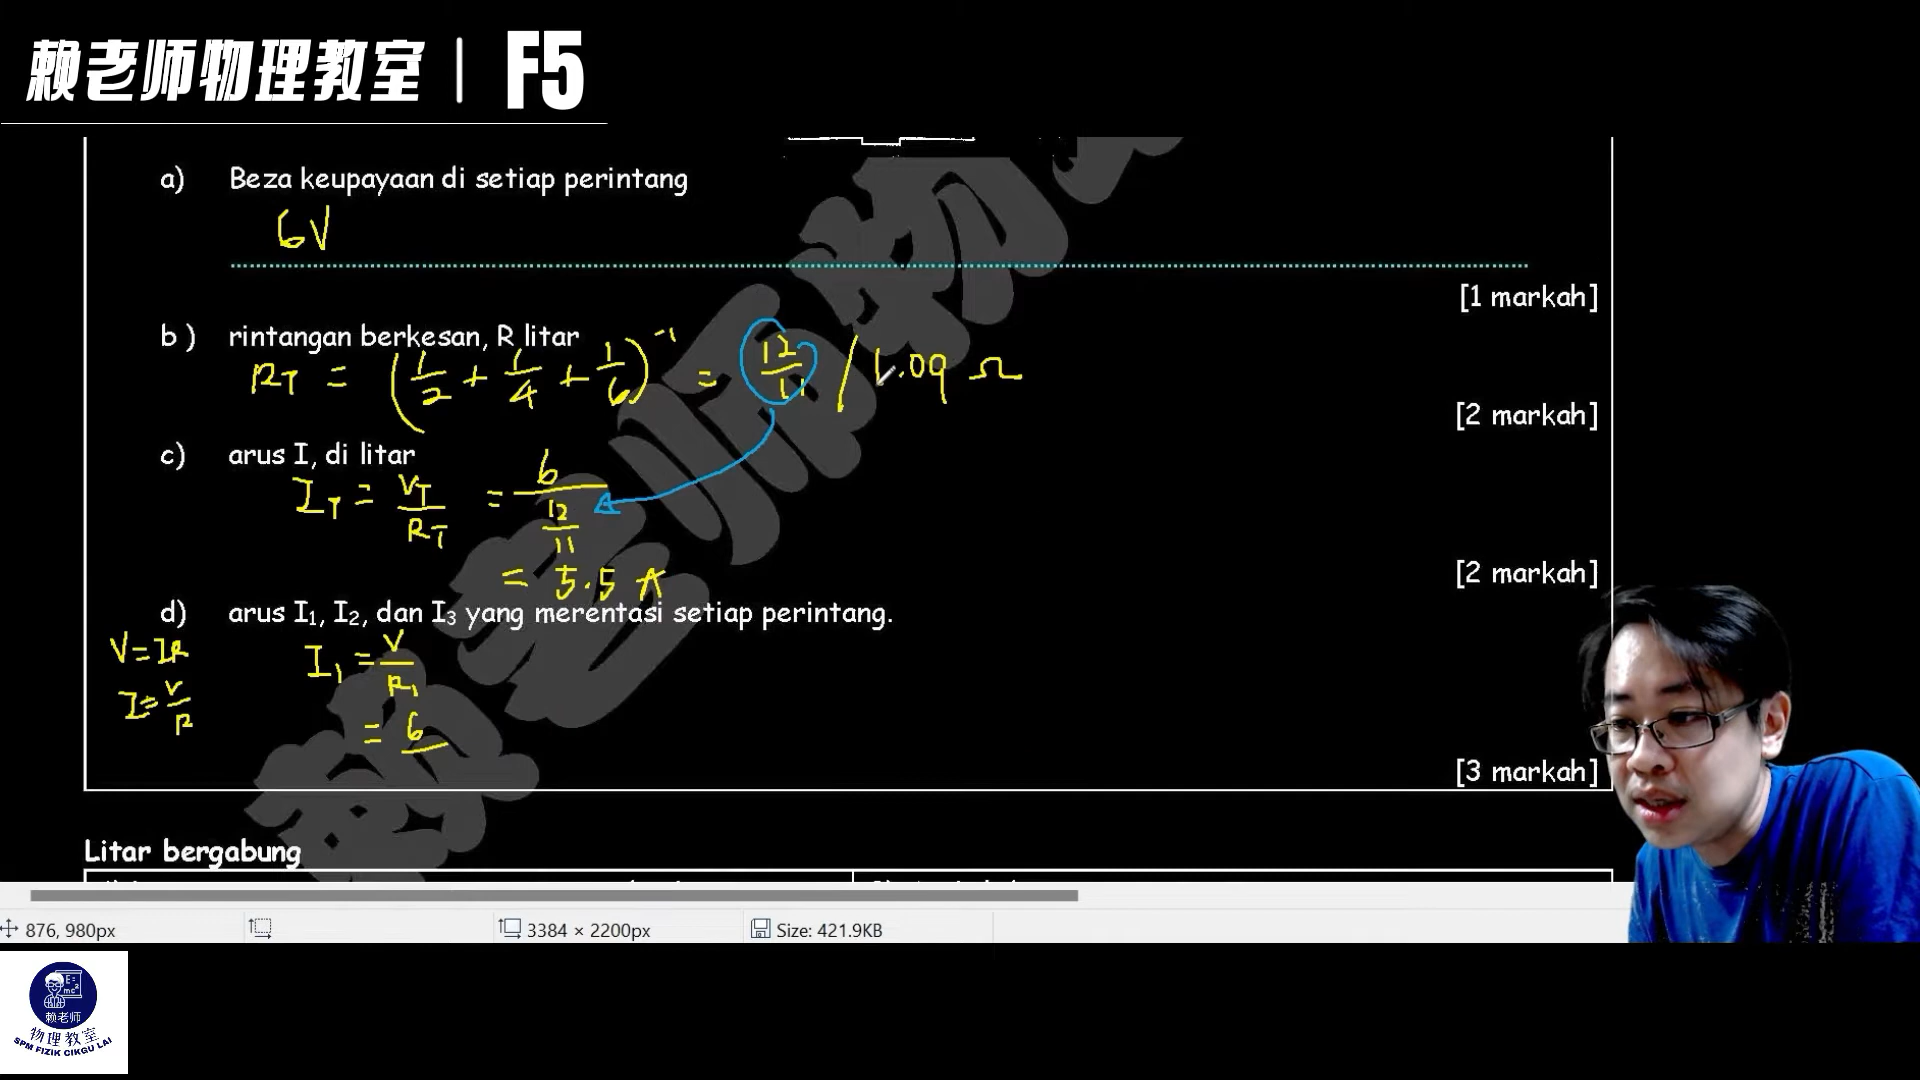 赖老师物理教室 | F5
a) Beza keupayaan di setiap perintang
6V
[1 markah]
b ) rintangan berkesan, R litar
RT = (1/2 + 1/4 + 1/6)⁻¹ = 12/11 / 1.09 Ω
[2 markah]
c) arus I, di litar
IT = VT/RT = 6/(12/11)
= 5.5 A
[2 markah]
d) arus I₁, I₂, dan I₃ yang merentasi setiap perintang.
V=IR
I=V/R
I₁ = V/R₁
= 6
[3 markah]
Litar bergabung
876, 980px
3384 × 2200px
Size: 421.9KB
赖老师
物理教室
SPM FIZIK CIKGU LAI
赖老师物